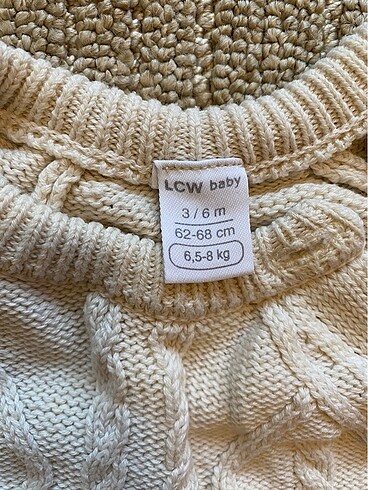 LCW baby
3 / 6 m
62-68 cm
6,5-8 kg